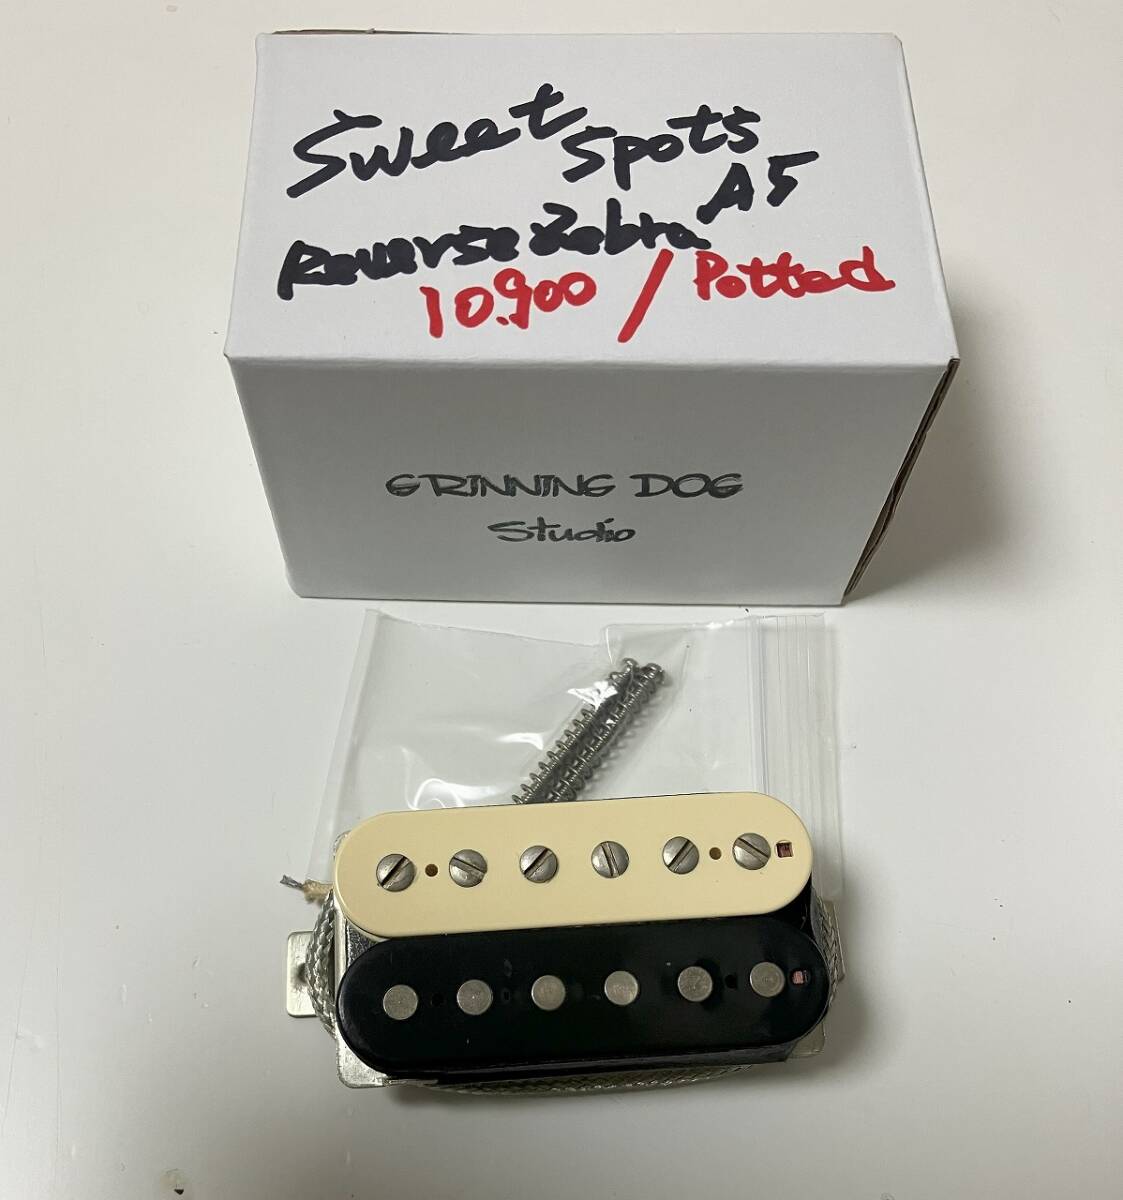 Sweet Spots A5
Reverse Zebra
10.900 / Potted
GRINNING DOG
Studio